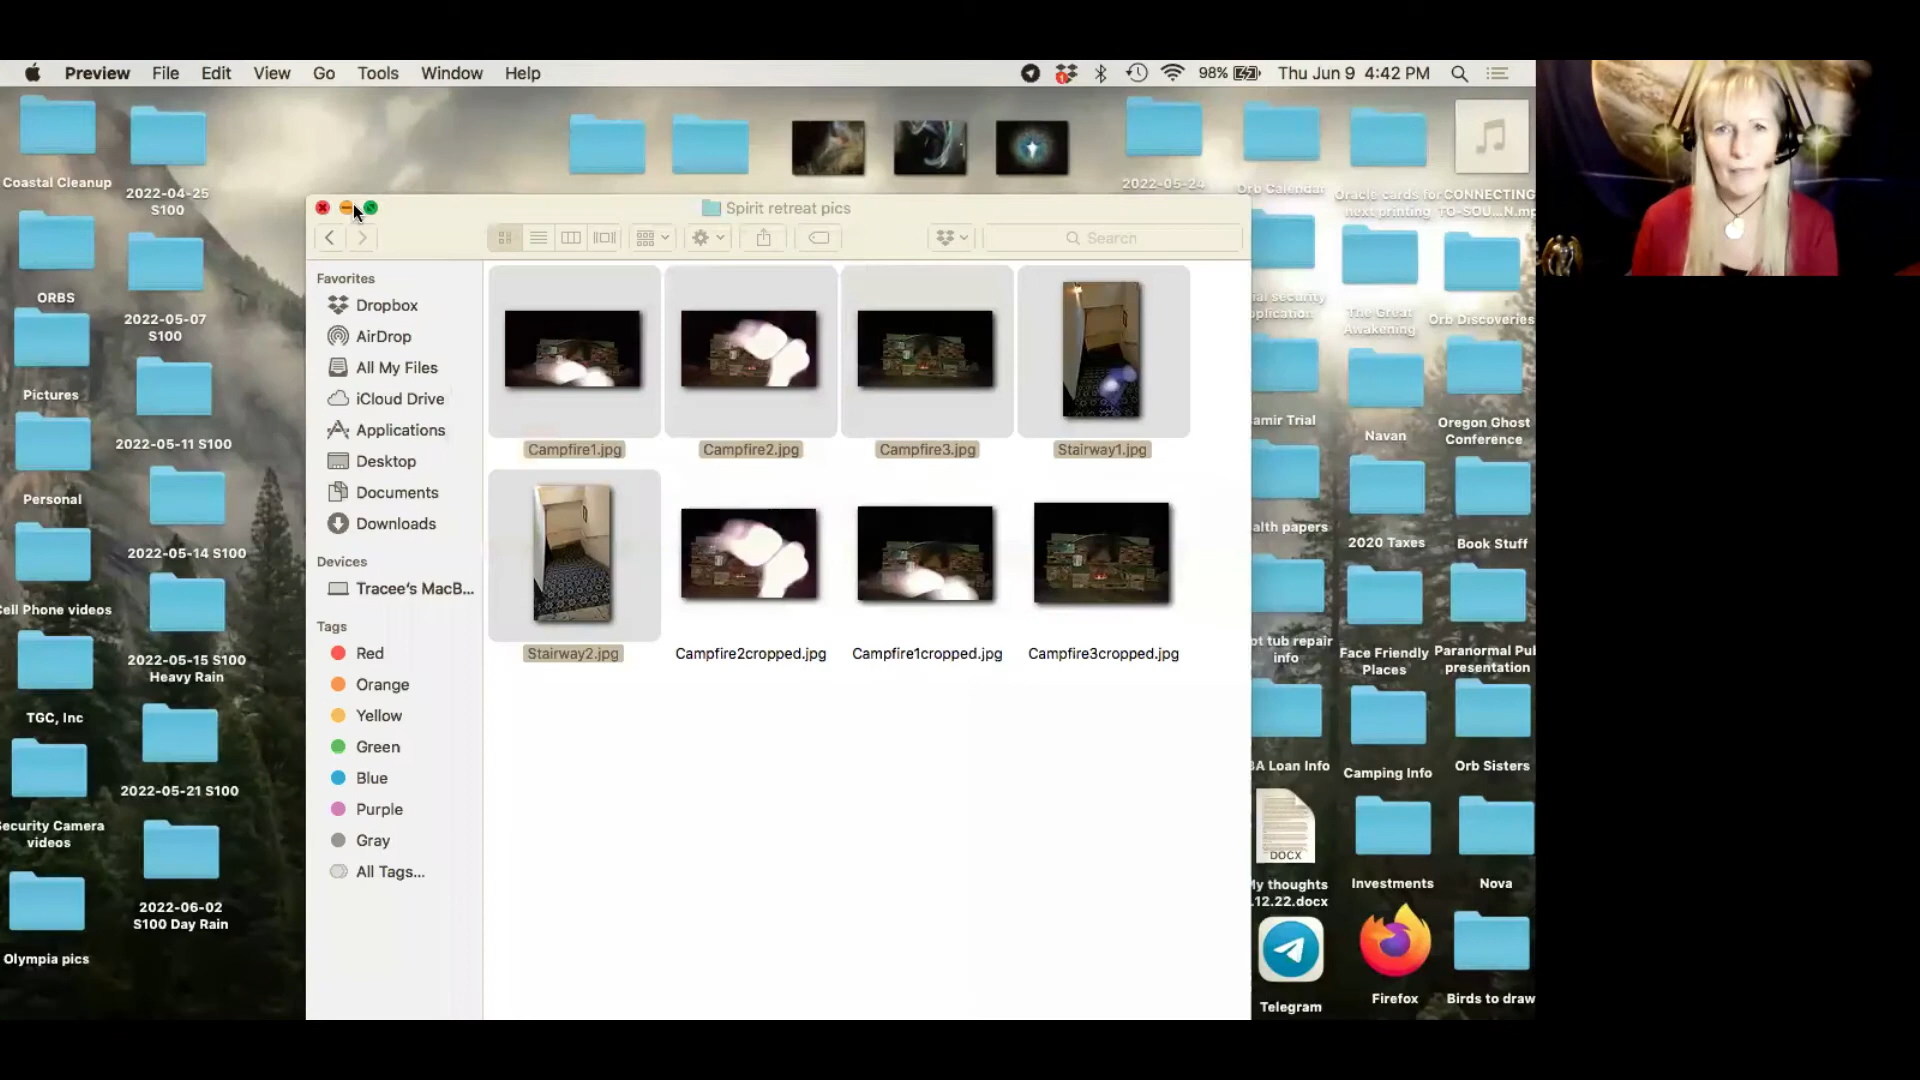 Preview File Edit View Go Tools Window Help
1
98% Thu Jun 9 4:42 PM
Coastal Cleanup
2022-04-25
S100
ORBS
2022-05-07
S100
Pictures
2022-05-11 S100
Personal
2022-05-14 S100
Cell Phone videos
2022-05-15 S100
Heavy Rain
TGC, Inc
2022-05-21 S100
Security Camera
videos
2022-06-02
S100 Day Rain
Olympia pics
Spirit retreat pics
Search
Favorites
Dropbox
AirDrop
All My Files
iCloud Drive
Applications
Desktop
Documents
Downloads
Devices
Tracee's MacB...
Tags
Red
Orange
Yellow
Green
Blue
Purple
Gray
All Tags...
Campfire1.jpg
Campfire2.jpg
Campfire3.jpg
Stairway1.jpg
Stairway2.jpg
Campfire2cropped.jpg
Campfire1cropped.jpg
Campfire3cropped.jpg
2022-05-24
Orb Calendar
Oracle cards for
next printing
CONNECTING
TO-SOU...N.mp
The Great
Awakening
Orb Discoveries
Trial
Navan
Oregon Ghost
Conference
papers
2020 Taxes
Book Stuff
tub repair
info
Face Friendly
Places
Paranormal Pub
presentation
Loan Info
Camping Info
Orb Sisters
DOCX
My thoughts
.12.22.docx
Investments
Nova
Telegram
Firefox
Birds to draw